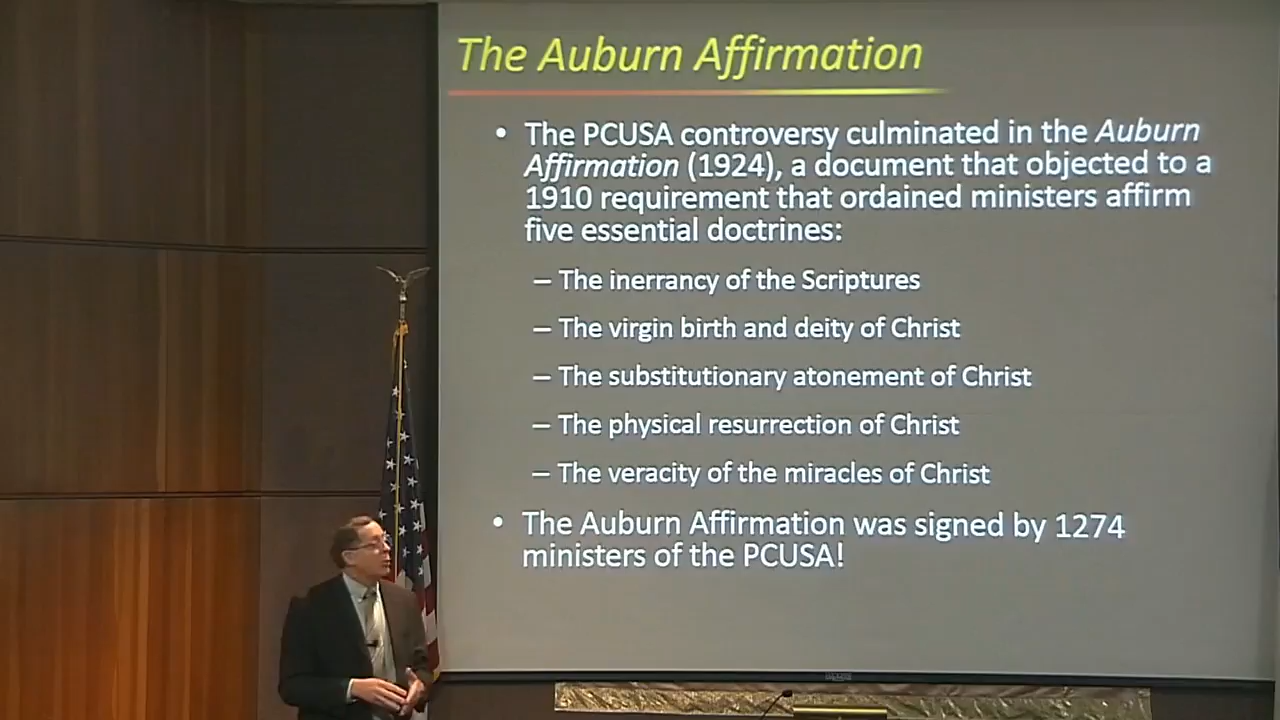 The Auburn Affirmation
• The PCUSA controversy culminated in the Auburn
Affirmation (1924), a document that objected to a
1910 requirement that ordained ministers affirm
five essential doctrines:
– The inerrancy of the Scriptures
– The virgin birth and deity of Christ
– The substitutionary atonement of Christ
– The physical resurrection of Christ
– The veracity of the miracles of Christ
• The Auburn Affirmation was signed by 1274
ministers of the PCUSA!